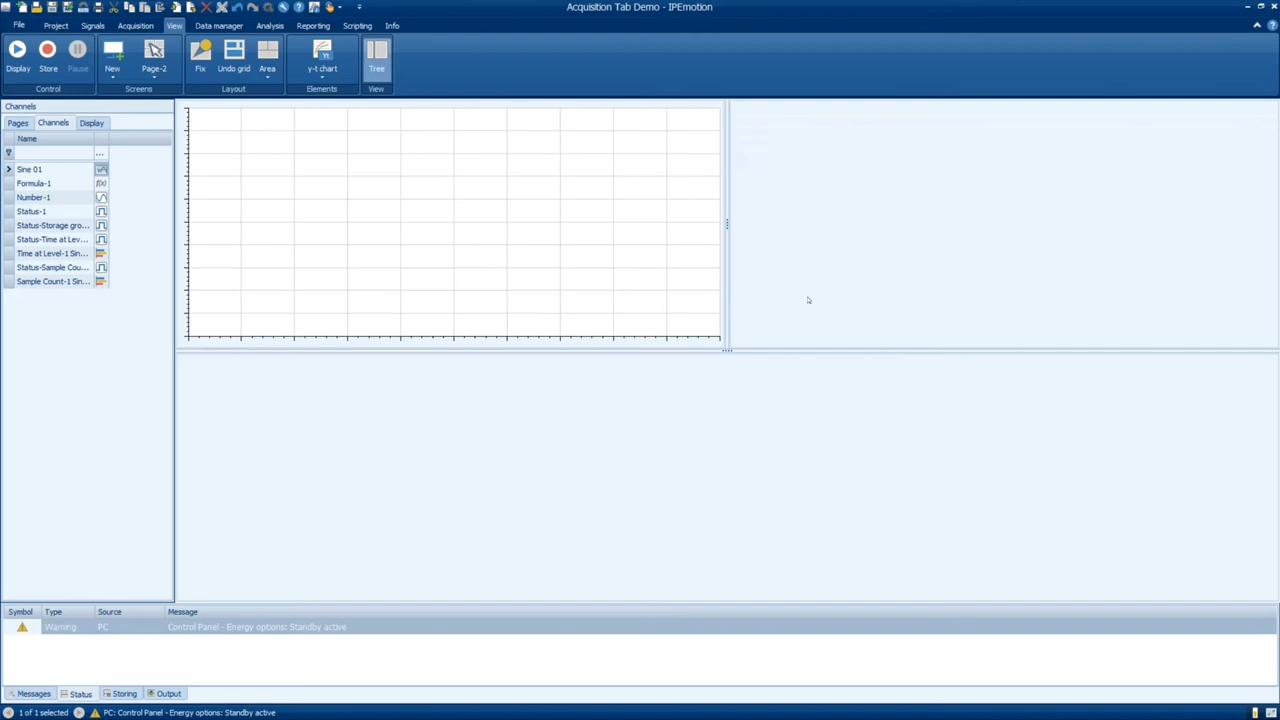 Acquisition Tab Demo - IPEmotion
File Project Signals Acquisition View Data manager Analysis Reporting Scripting Info
Display Store Pause New Page-2 Fix Undo grid Area y-t chart Tree
Control Screens Layout Elements View
Channels
Pages Channels Display
Name
...
Sine 01
Formula-1 f(x)
Number-1
Status-1
Status-Storage gro...
Status-Time at Lev...
Time at Level-1 Sin...
Status-Sample Cou...
Sample Count-1 Sin...
Symbol Type Source Message
Warning PC Control Panel - Energy options: Standby active
Messages Status Storing Output
1 of 1 selected PC: Control Panel - Energy options: Standby active